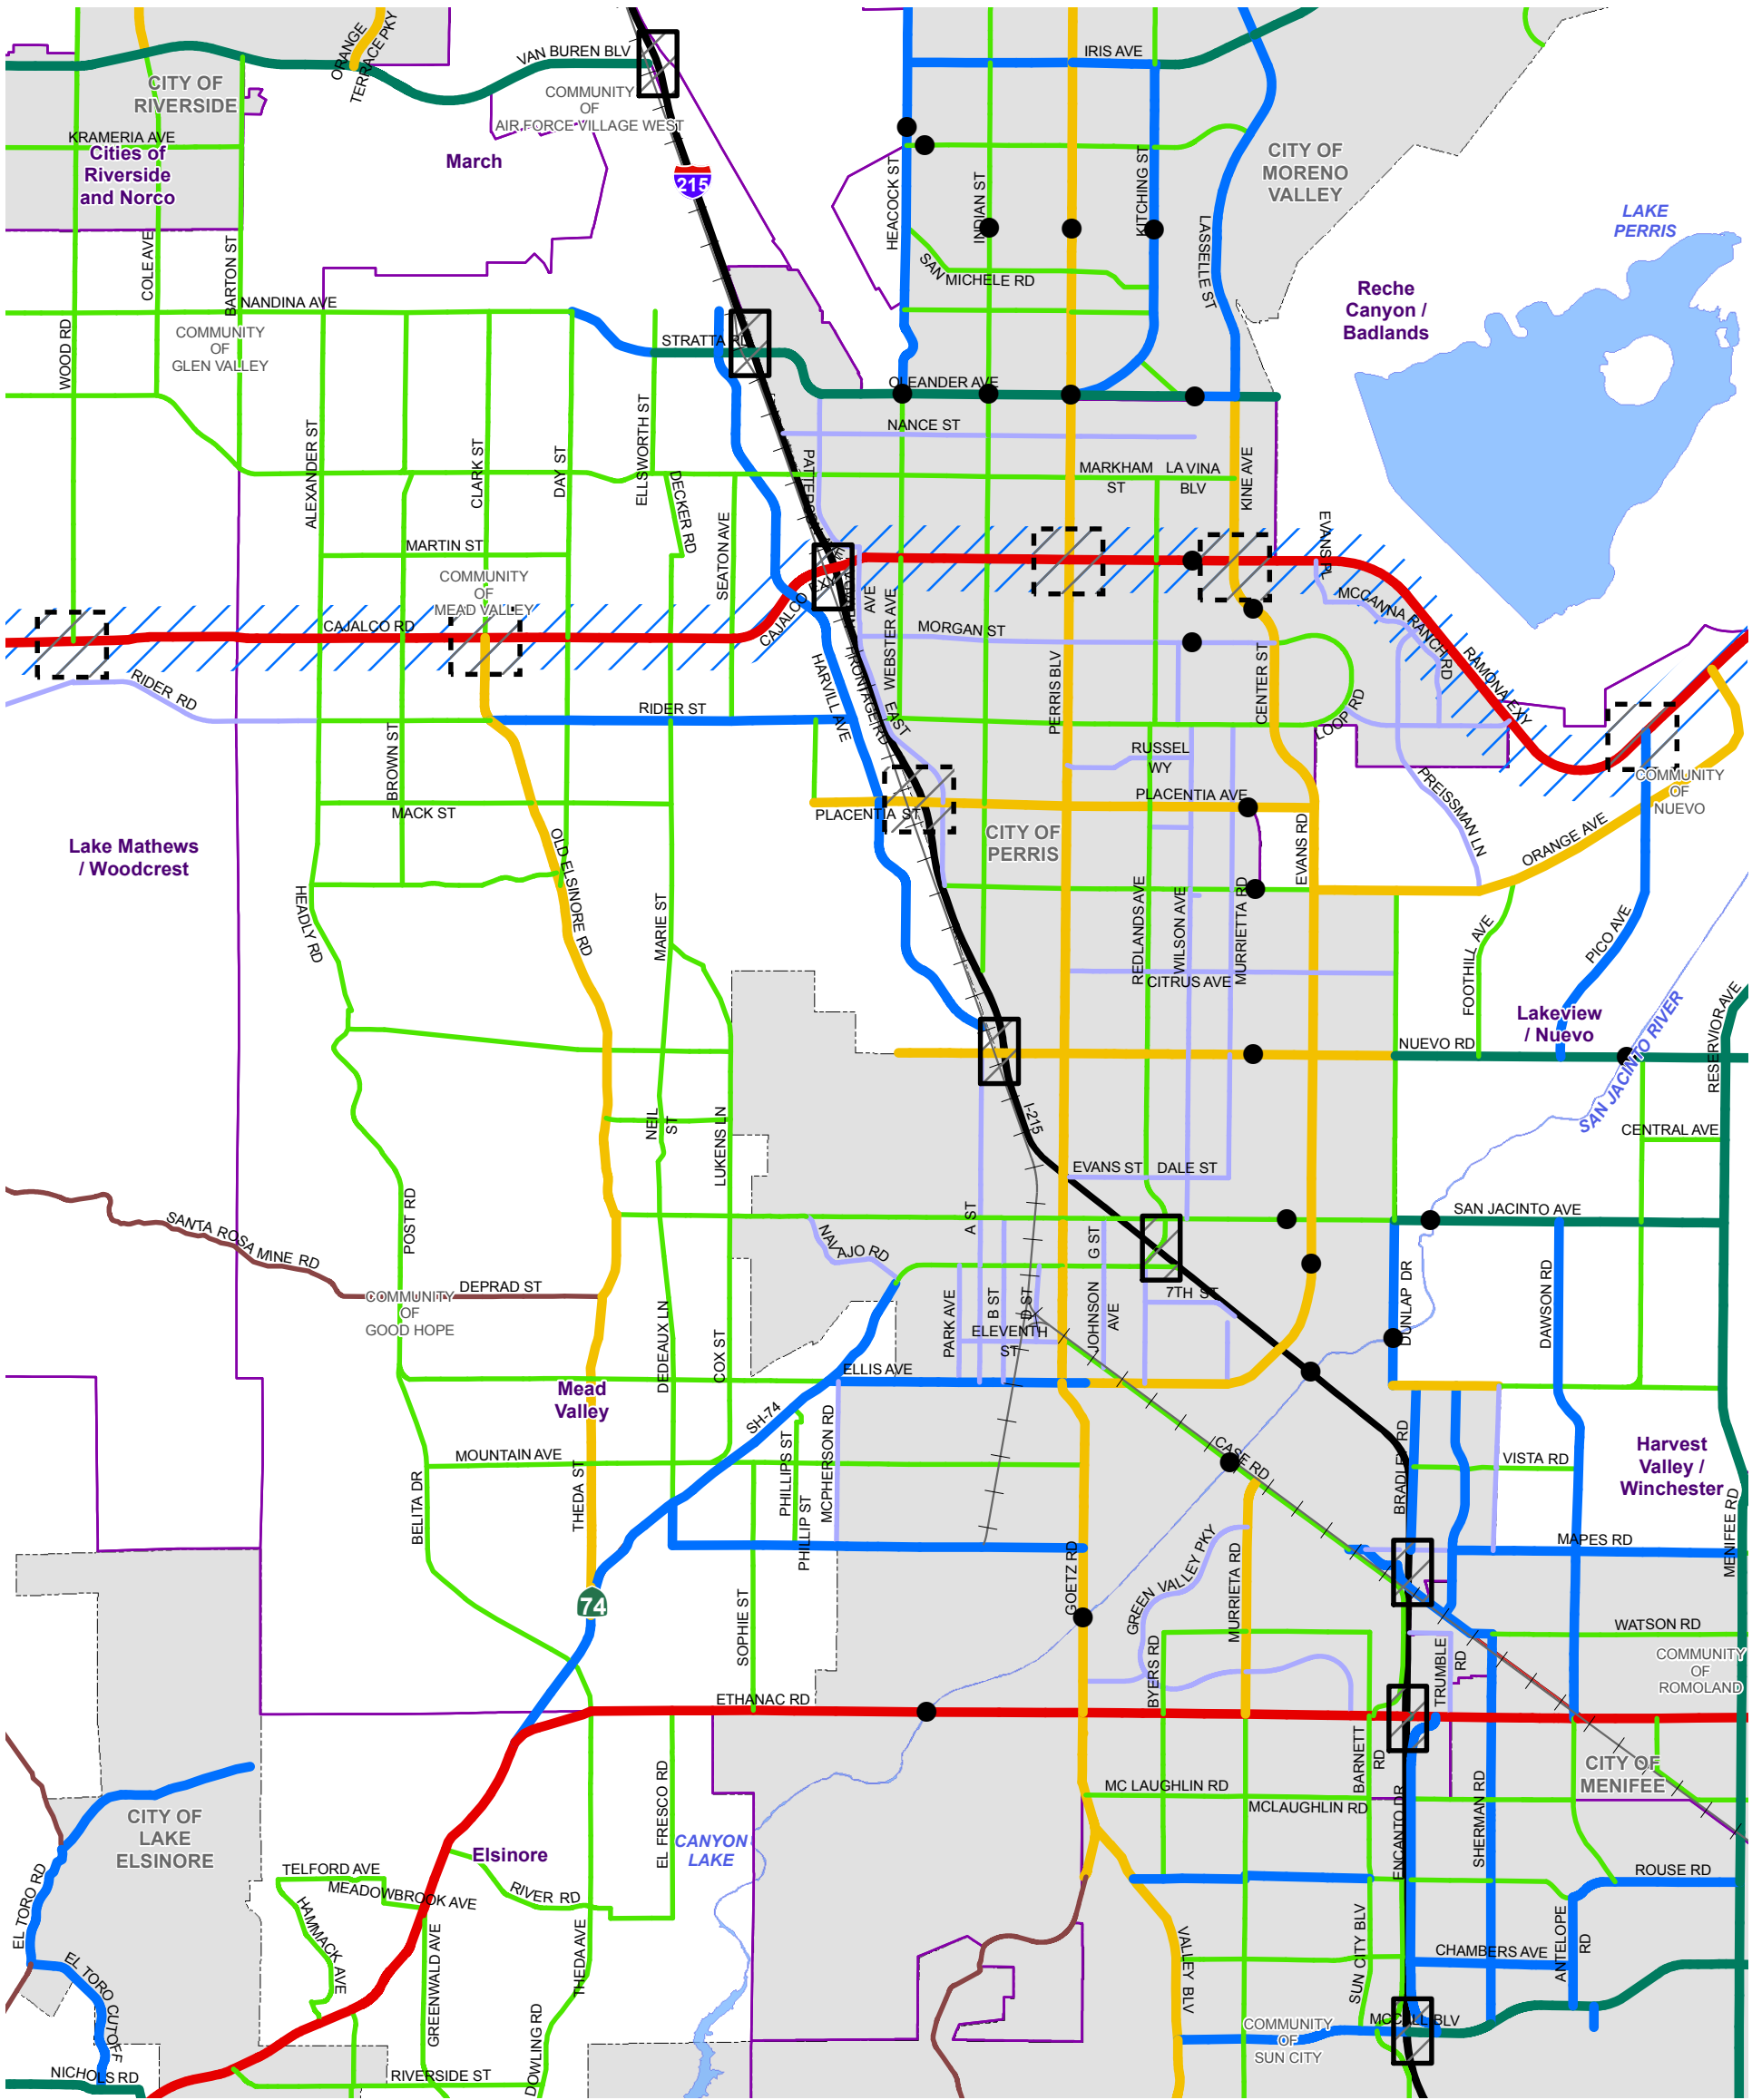 ORANGE
TERRACE PKY
VAN BUREN BLV
IRIS AVE
CITY OF
RIVERSIDE
COMMUNITY
OF
AIR FORCE VILLAGE WEST
KRAMERIA AVE
Cities of
Riverside
and Norco
March
215
HEACOCK ST
INDIAN ST
KITCHING ST
LASSELLE ST
CITY OF
MORENO
VALLEY
LAKE
PERRIS
SAN MICHELE RD
Reche
Canyon /
Badlands
WOOD RD
COLE AVE
BARTON ST
NANDINA AVE
COMMUNITY
OF
GLEN VALLEY
STRATTA RD
OLEANDER AVE
NANCE ST
ALEXANDER ST
CLARK ST
DAY ST
ELLSWORTH ST
DECKER RD
SEATON AVE
MARKHAM
ST
LA VINA
BLV
KINE AVE
EVANS PL
MARTIN ST
COMMUNITY
OF
MEAD VALLEY
CAJALCO RD
CAJALCO EXY
AVE
WEBSTER AVE
MORGAN ST
MCCANNA RANCH RD
RAMONA EXY
RIDER RD
RIDER ST
HARVILL AVE
FRONTAGE RD
EAST
PERRIS BLV
CENTER ST
LOOP RD
RUSSEL
WY
BROWN ST
MACK ST
PLACENTIA ST
PLACENTIA AVE
CITY OF
PERRIS
PREISSMAN LN
ORANGE AVE
COMMUNITY
OF
NUEVO
Lake Mathews
/ Woodcrest
OLD ELSINORE RD
HEADLY RD
MARIE ST
REDLANDS AVE
WILSON AVE
MURRIETTA RD
EVANS RD
CITRUS AVE
FOOTHILL AVE
PICO AVE
Lakeview
/ Nuevo
SAN JACINTO RIVER
RESERVOIR AVE
NUEVO RD
I-215
NEIL
ST
LUKENS LN
CENTRAL AVE
EVANS ST
DALE ST
SANTA ROSA MINE RD
POST RD
SAN JACINTO AVE
NAVAJO RD
A ST
G ST
DEPRAD ST
COMMUNITY
OF
GOOD HOPE
PARK AVE
B ST
D ST
JOHNSON
AVE
7TH ST
ELEVENTH
ST
DUNLAP DR
DAWSON RD
DEDEAUX LN
COX ST
ELLIS AVE
Mead
Valley
SH-74
MOUNTAIN AVE
BELITA DR
THEDA ST
PHILLIPS ST
PHILLIP ST
MCPHERSON RD
CASE RD
BRADLEY RD
VISTA RD
Harvest
Valley /
Winchester
MAPES RD
MENIFEE RD
74
SOPHIE ST
GOETZ RD
GREEN VALLEY PKY
MURRIETA RD
BYERS RD
WATSON RD
TRUMBLE
RD
COMMUNITY
OF
ROMOLAND
ETHANAC RD
BARNETT
RD
CITY OF
MENIFEE
EL FRESCO RD
MC LAUGHLIN RD
MCLAUGHLIN RD
ENCANTO DR
SHERMAN RD
CITY OF
LAKE
ELSINORE
Elsinore
CANYON
LAKE
EL TORO RD
TELFORD AVE
MEADOWBROOK AVE
RIVER RD
ROUSE RD
HAMMACK AVE
GREENWALD AVE
THEDA AVE
VALLEY BLV
SUN CITY BLV
CHAMBERS AVE
ANTELOPE
RD
EL TORO CUTOFF
DOWLING RD
COMMUNITY
OF
SUN CITY
MCCALL BLV
NICHOLS RD
RIVERSIDE ST